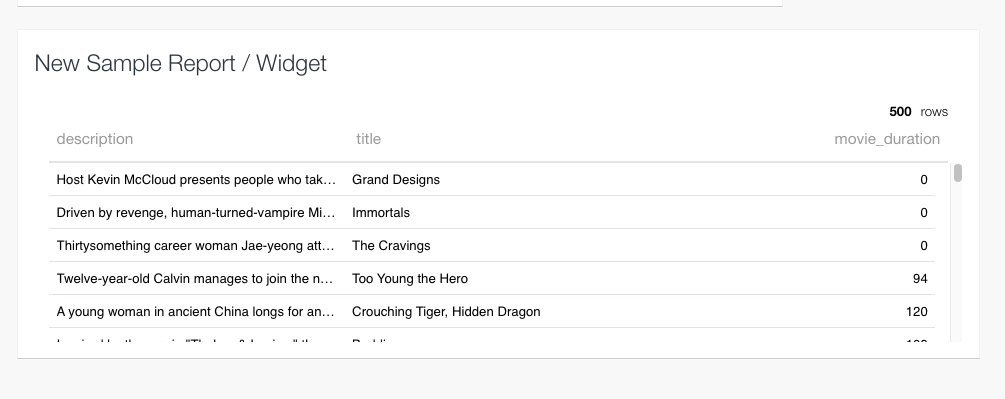 New Sample Report / Widget
500 rows
description title movie_duration
Host Kevin McCloud presents people who tak... Grand Designs 0
Driven by revenge, human-turned-vampire Mi... Immortals 0
Thirtysomething career woman Jae-yeong att... The Cravings 0
Twelve-year-old Calvin manages to join the n... Too Young the Hero 94
A young woman in ancient China longs for an... Crouching Tiger, Hidden Dragon 120